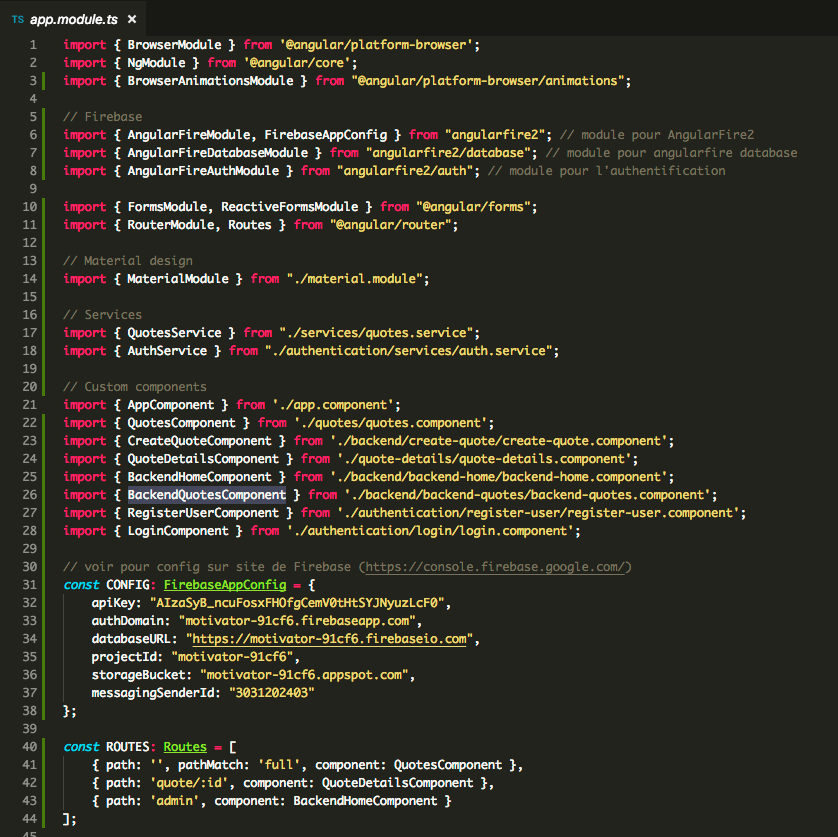 TS app.module.ts ×
1 import { BrowserModule } from '@angular/platform-browser';
2 import { NgModule } from '@angular/core';
3 import { BrowserAnimationsModule } from "@angular/platform-browser/animations";
4
5 // Firebase
6 import { AngularFireModule, FirebaseAppConfig } from "angularfire2"; // module pour AngularFire2
7 import { AngularFireDatabaseModule } from "angularfire2/database"; // module pour angularfire database
8 import { AngularFireAuthModule } from "angularfire2/auth"; // module pour l'authentification
9
10 import { FormsModule, ReactiveFormsModule } from "@angular/forms";
11 import { RouterModule, Routes } from "@angular/router";
12
13 // Material design
14 import { MaterialModule } from "./material.module";
15
16 // Services
17 import { QuotesService } from "./services/quotes.service";
18 import { AuthService } from "./authentication/services/auth.service";
19
20 // Custom components
21 import { AppComponent } from './app.component';
22 import { QuotesComponent } from './quotes/quotes.component';
23 import { CreateQuoteComponent } from './backend/create-quote/create-quote.component';
24 import { QuoteDetailsComponent } from './quote-details/quote-details.component';
25 import { BackendHomeComponent } from './backend/backend-home/backend-home.component';
26 import { BackendQuotesComponent } from './backend/backend-quotes/backend-quotes.component';
27 import { RegisterUserComponent } from './authentication/register-user/register-user.component';
28 import { LoginComponent } from './authentication/login/login.component';
29
30 // voir pour config sur site de Firebase (https://console.firebase.google.com/)
31 const CONFIG: FirebaseAppConfig = {
32 apiKey: "AIzaSyB_ncuFosxFHOfgCemV0tHtSYJNyuzLcF0",
33 authDomain: "motivator-91cf6.firebaseapp.com",
34 databaseURL: "https://motivator-91cf6.firebaseio.com",
35 projectId: "motivator-91cf6",
36 storageBucket: "motivator-91cf6.appspot.com",
37 messagingSenderId: "3031202403"
38 };
39
40 const ROUTES: Routes = [
41 { path: '', pathMatch: 'full', component: QuotesComponent },
42 { path: 'quote/:id', component: QuoteDetailsComponent },
43 { path: 'admin', component: BackendHomeComponent }
44 ];
45